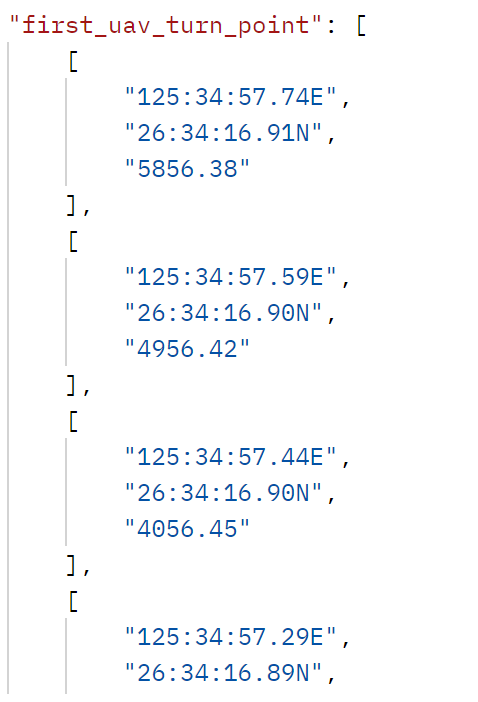 "first_uav_turn_point": [
[
"125:34:57.74E",
"26:34:16.91N",
"5856.38"
],
[
"125:34:57.59E",
"26:34:16.90N",
"4956.42"
],
[
"125:34:57.44E",
"26:34:16.90N",
"4056.45"
],
[
"125:34:57.29E",
"26:34:16.89N",